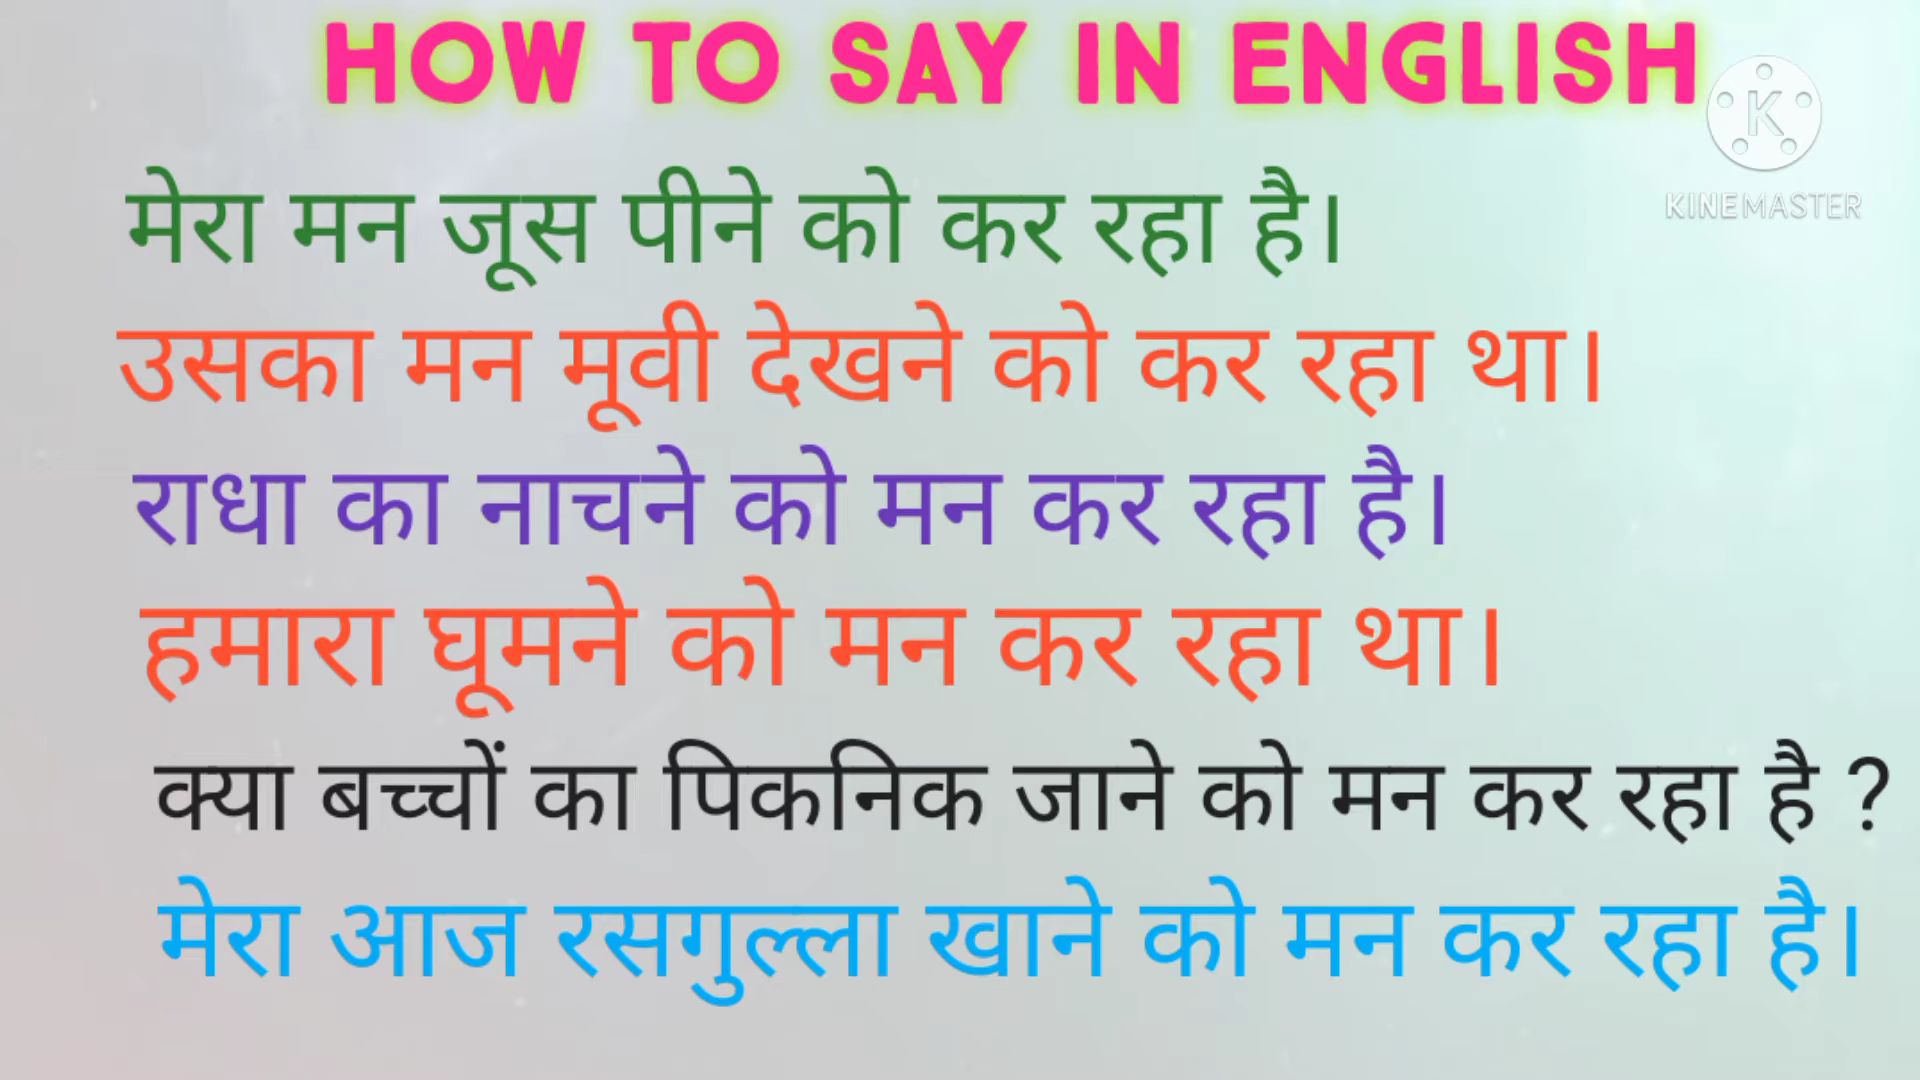 HOW TO SAY IN ENGLISH
K
KINEMASTER
मेरा मन जूस पीने को कर रहा है।
उसका मन मूवी देखने को कर रहा था।
राधा का नाचने को मन कर रहा है।
हमारा घूमने को मन कर रहा था।
क्या बच्चों का पिकनिक जाने को मन कर रहा है ?
मेरा आज रसगुल्ला खाने को मन कर रहा है।